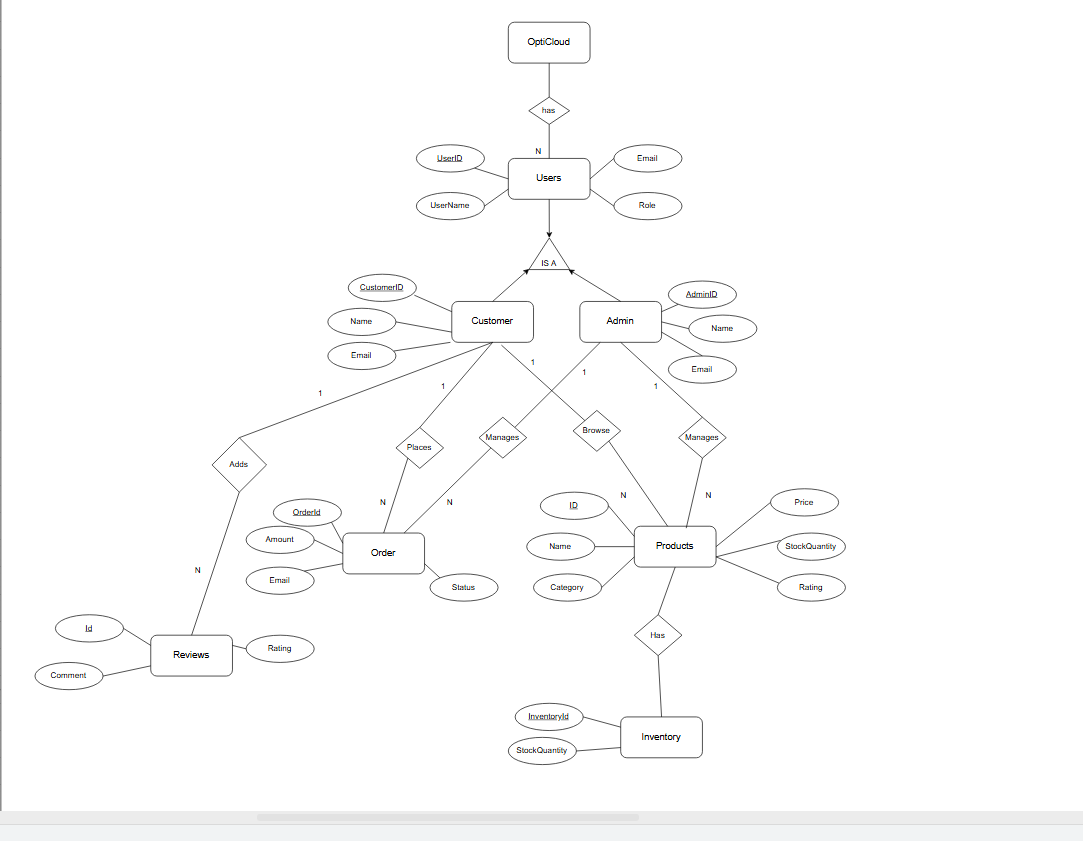 OptiCloud
has
N
UserID
Email
Users
UserName
Role
IS A
CustomerID
AdminID
Name
Customer
Admin
Name
Email
Email
1
1
1
1
1
Browse
Manages
Manages
Places
Adds
N
N
N
N
ID
Price
OrderId
Amount
Name
Products
StockQuantity
Order
N
Email
Status
Category
Rating
Id
Has
Rating
Reviews
Comment
InventoryId
Inventory
StockQuantity